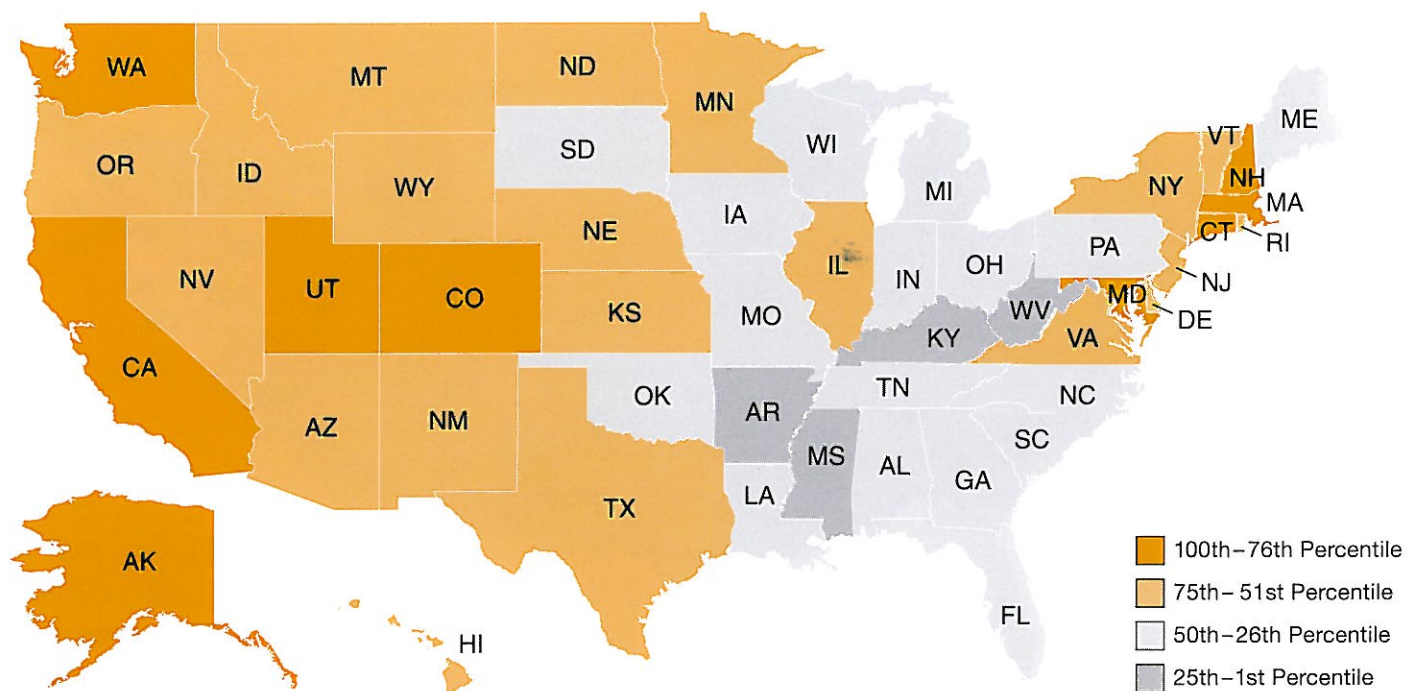 WA
MT
ND
MN
ME
VT
OR
ID
SD
WI
NH
WY
NY
MA
MI
IA
NE
PA
CT
RI
NV
OH
UT
IL
IN
NJ
CO
MD
WV
DE
KS
MO
KY
VA
CA
TN
NC
OK
AZ
NM
AR
SC
MS
AL
GA
LA
TX
AK
FL
HI
100th–76th Percentile
75th–51st Percentile
50th–26th Percentile
25th–1st Percentile